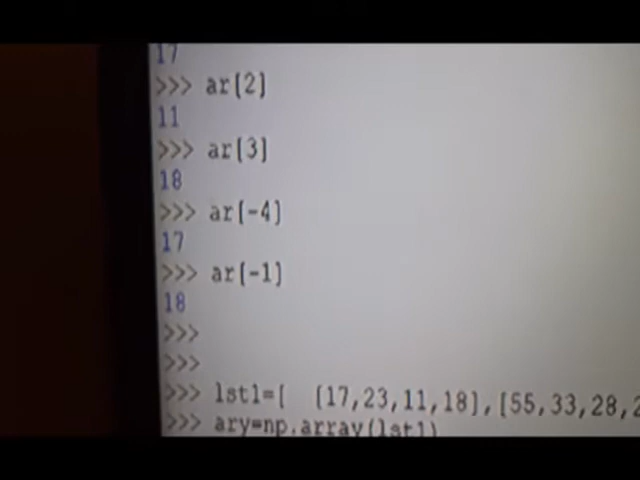 17
>>> ar[2]
11
>>> ar[3]
18
>>> ar[-4]
17
>>> ar[-1]
18
>>>
>>>
>>> lst1=[  [17,23,11,18],[55,33,28,2
>>> ary=np.array(lst1)